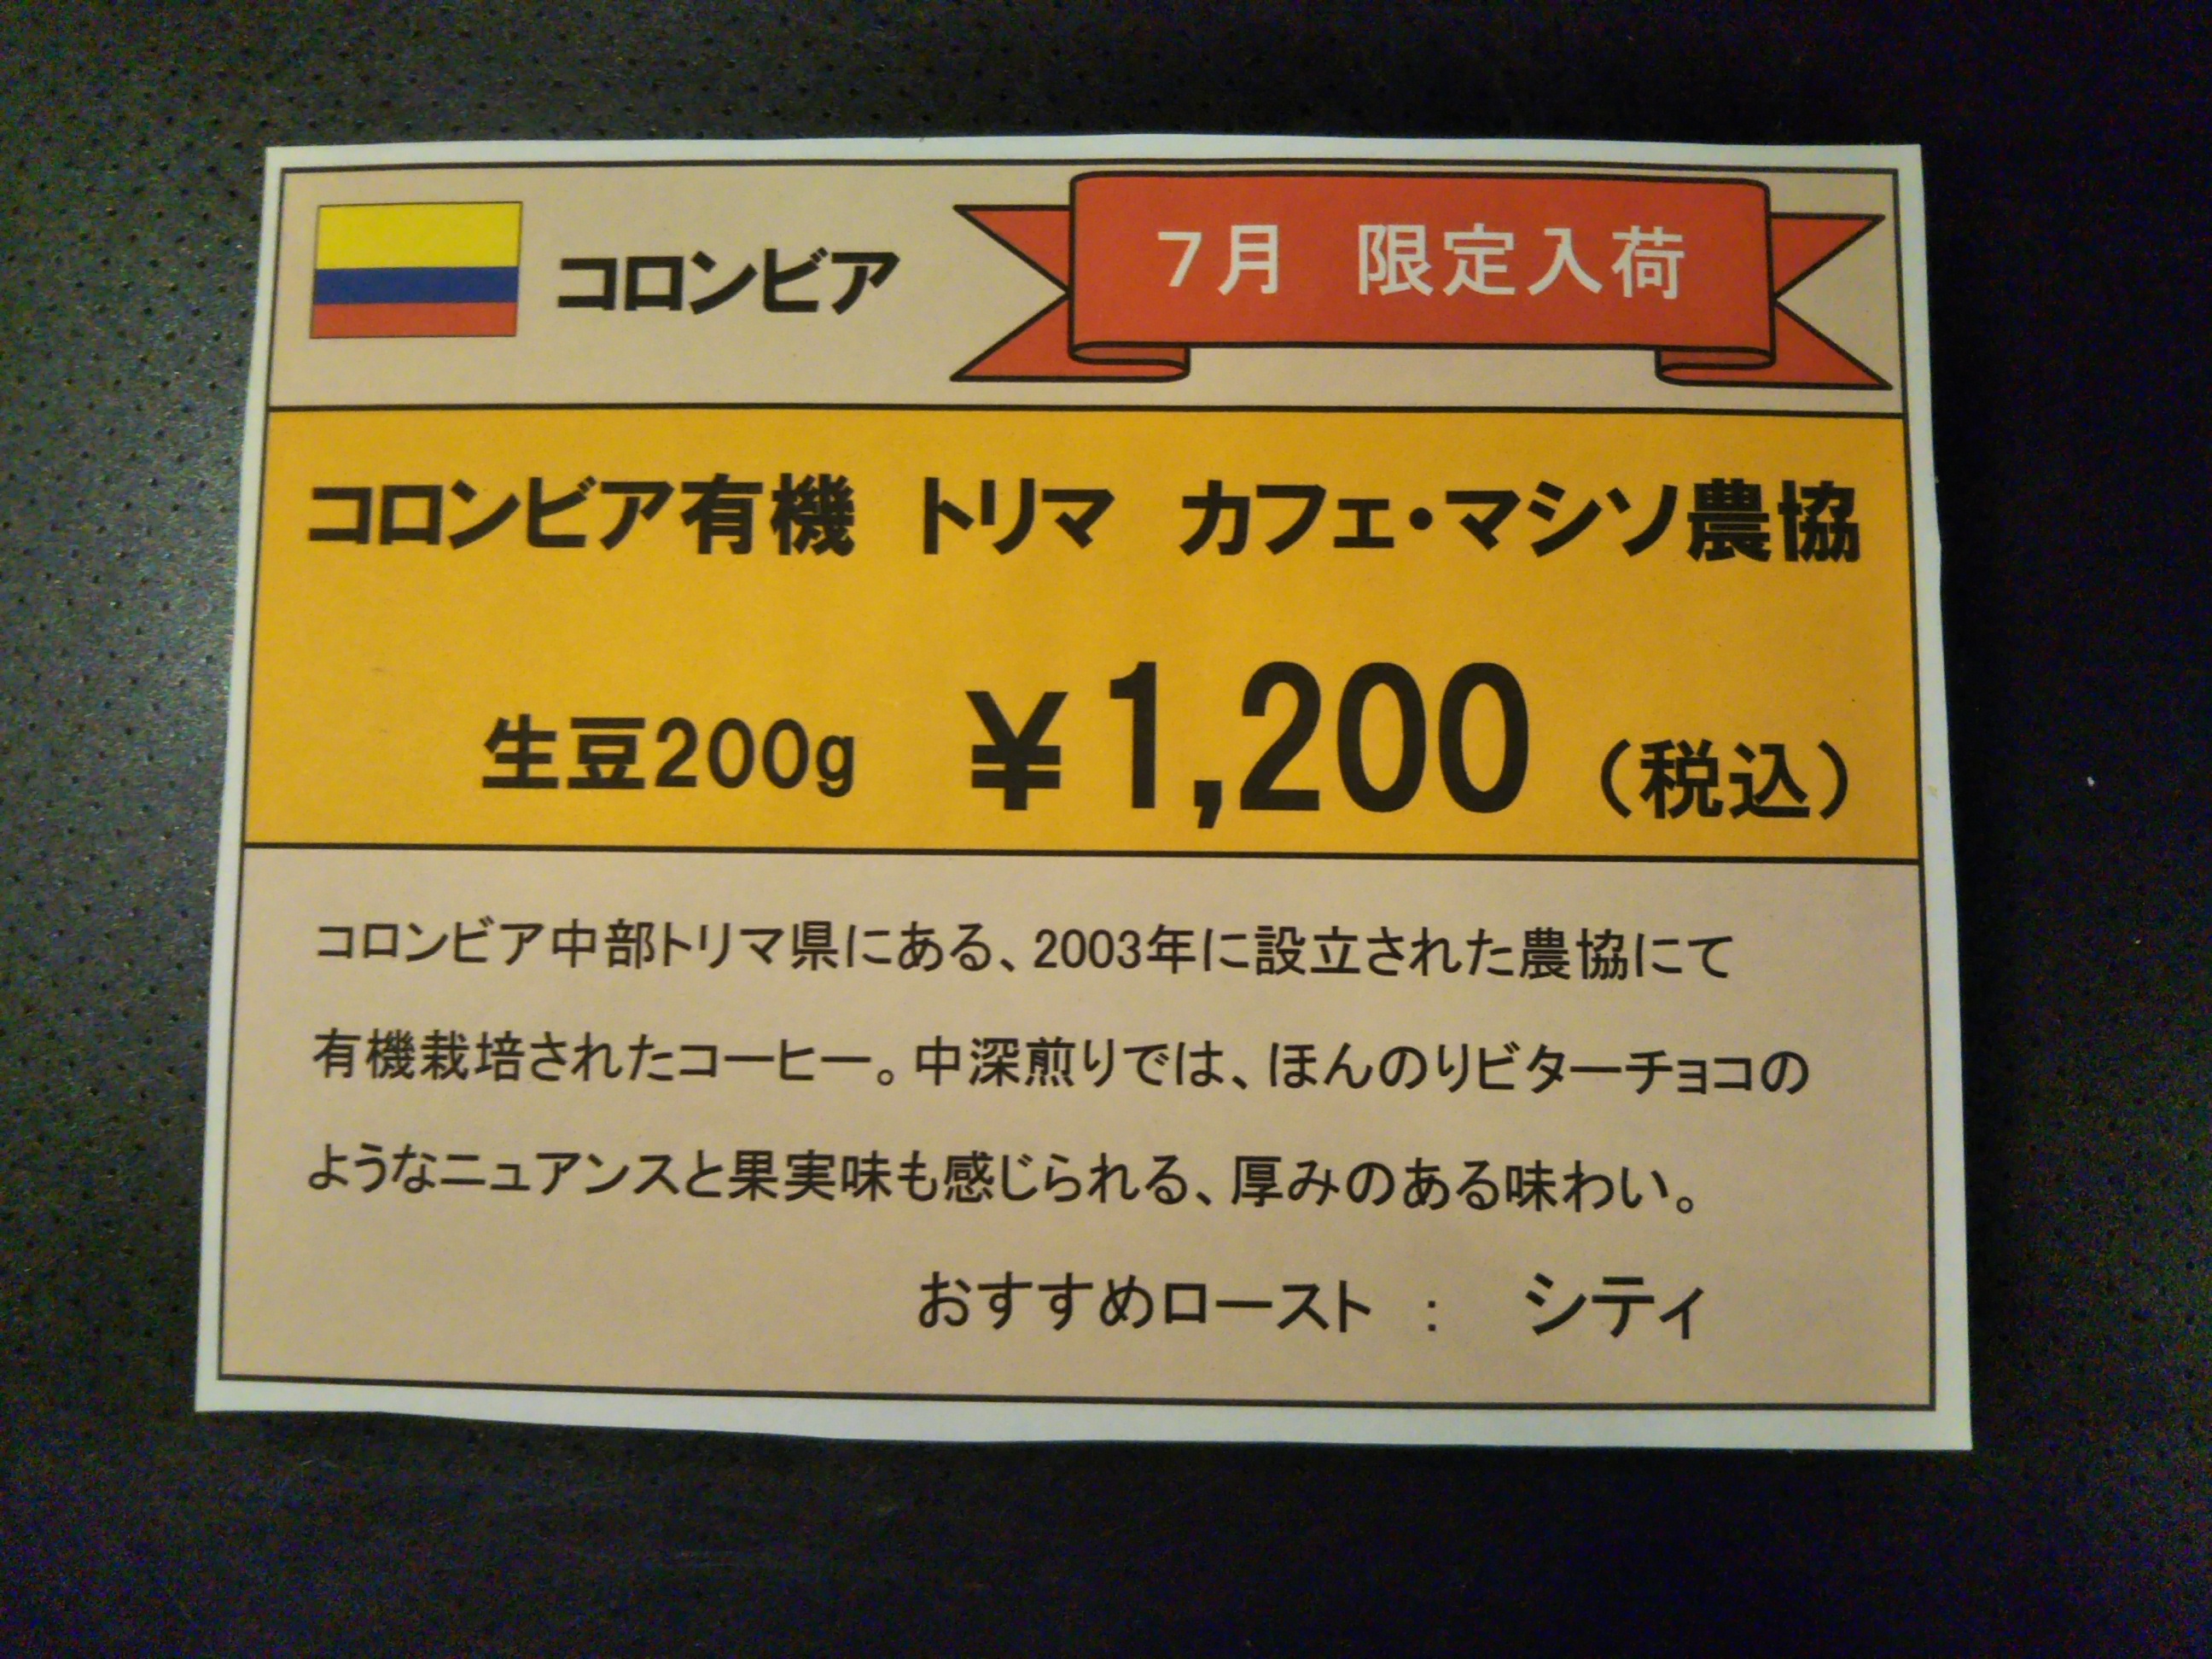 コロンビア
7月 限定入荷
コロンビア有機 トリマ カフェ・マシソ農協
生豆200g ￥1,200 （税込）
コロンビア中部トリマ県にある、2003年に設立された農協にて
有機栽培されたコーヒー。中深煎りでは、ほんのりビターチョコの
ようなニュアンスと果実味も感じられる、厚みのある味わい。
おすすめロースト ： シティ